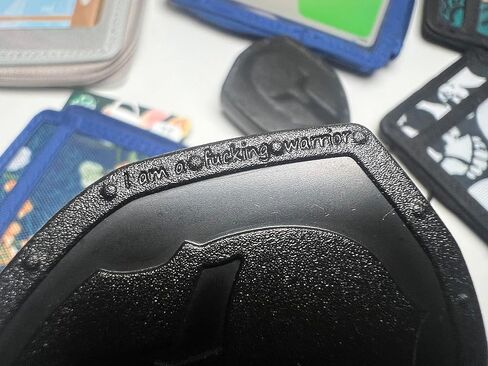 I am a fucking warrior